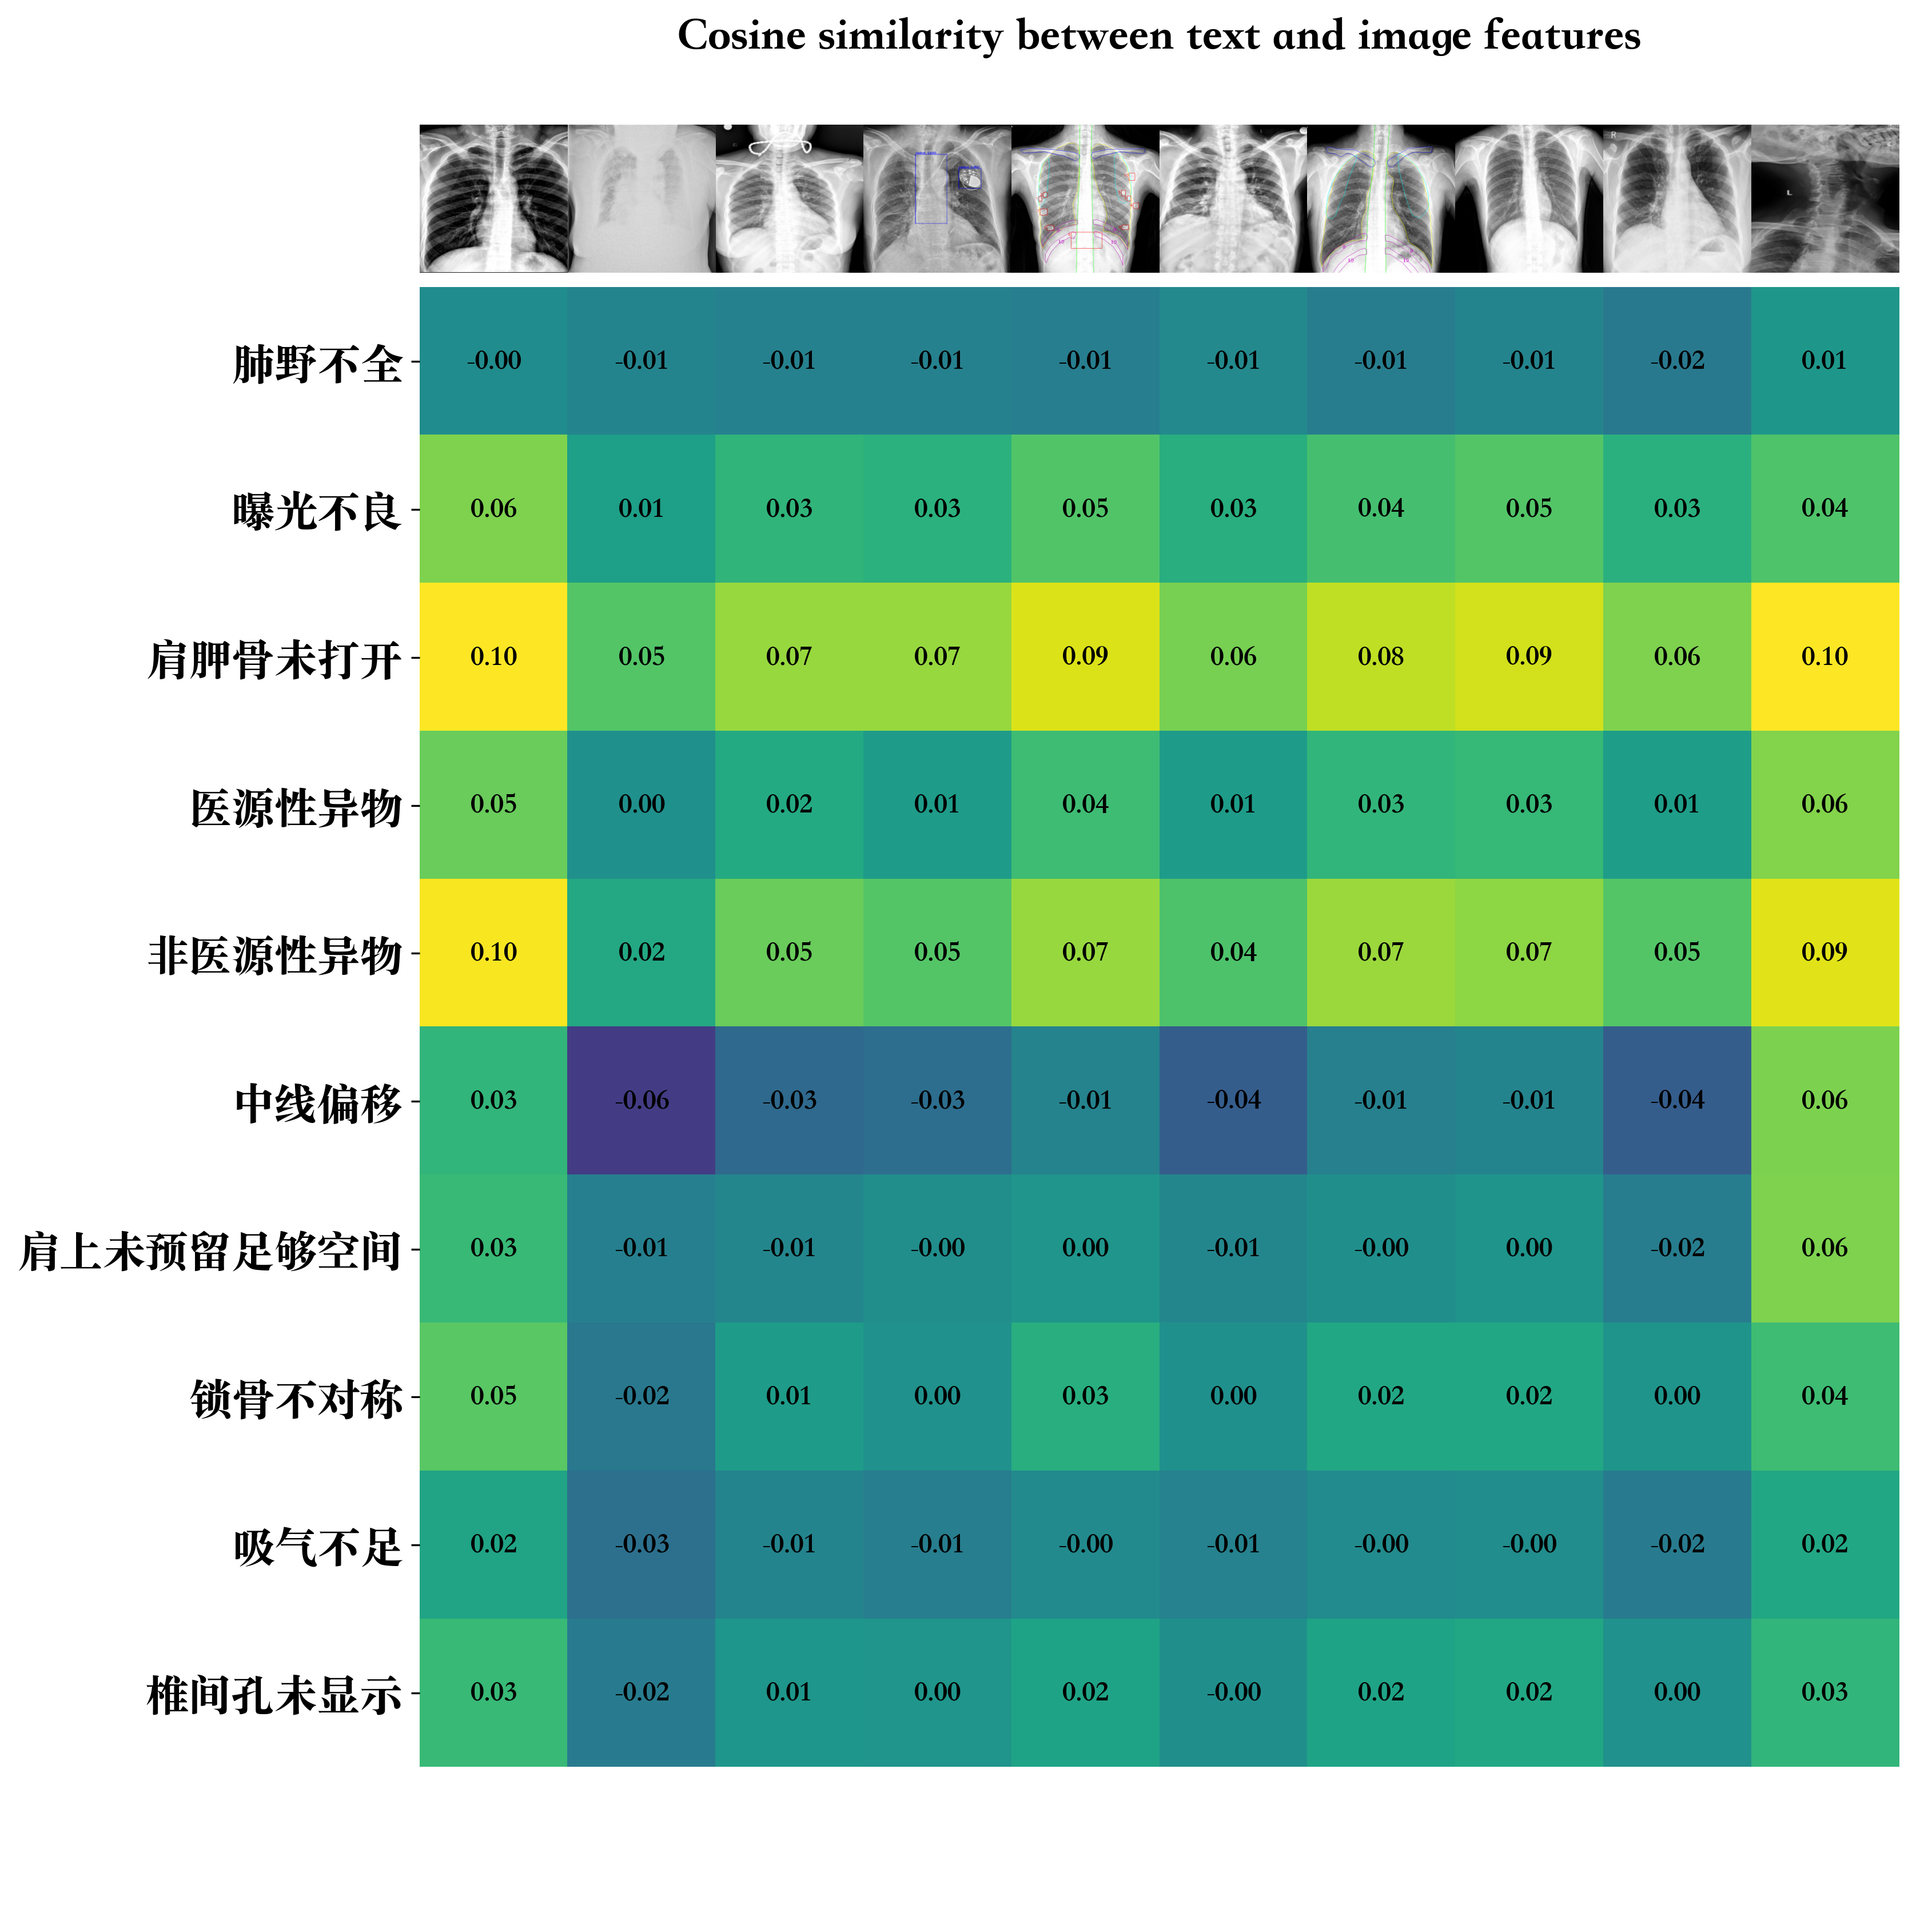 Cosine similarity between text and image features
R
L
10
10
10
10
肺野不全 -0.00 -0.01 -0.01 -0.01 -0.01 -0.01 -0.01 -0.01 -0.02 0.01
曝光不良 0.06 0.01 0.03 0.03 0.05 0.03 0.04 0.05 0.03 0.04
肩胛骨未打开 0.10 0.05 0.07 0.07 0.09 0.06 0.08 0.09 0.06 0.10
医源性异物 0.05 0.00 0.02 0.01 0.04 0.01 0.03 0.03 0.01 0.06
非医源性异物 0.10 0.02 0.05 0.05 0.07 0.04 0.07 0.07 0.05 0.09
中线偏移 0.03 -0.06 -0.03 -0.03 -0.01 -0.04 -0.01 -0.01 -0.04 0.06
肩上未预留足够空间 0.03 -0.01 -0.01 -0.00 0.00 -0.01 -0.00 0.00 -0.02 0.06
锁骨不对称 0.05 -0.02 0.01 0.00 0.03 0.00 0.02 0.02 0.00 0.04
吸气不足 0.02 -0.03 -0.01 -0.01 -0.00 -0.01 -0.00 -0.00 -0.02 0.02
椎间孔未显示 0.03 -0.02 0.01 0.00 0.02 -0.00 0.02 0.02 0.00 0.03